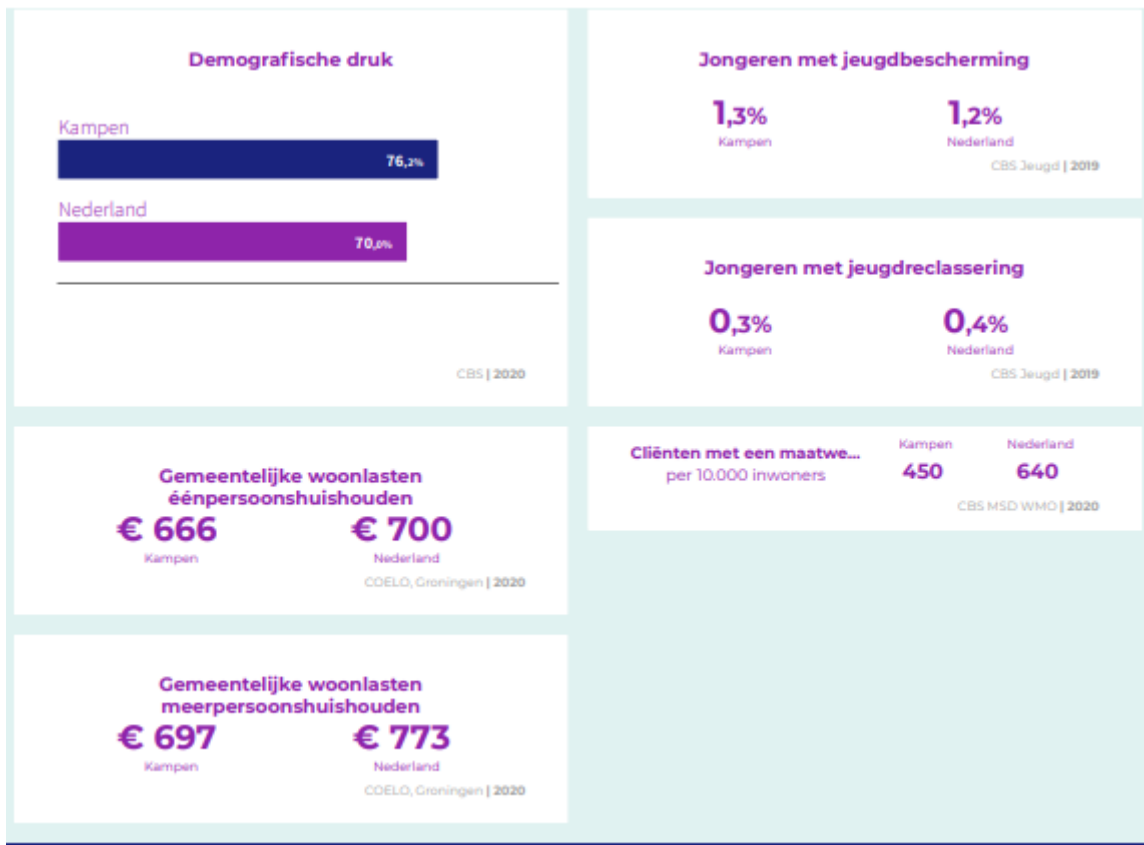 Demografische druk
Kampen
76,2%
Nederland
70,0%
CBS | 2020
Gemeentelijke woonlasten
éénpersoonshuishouden
€ 666 € 700
Kampen Nederland
COELO, Groningen | 2020
Gemeentelijke woonlasten
meerpersoonshuishouden
€ 697 € 773
Kampen Nederland
COELO, Groningen | 2020
Jongeren met jeugdbescherming
1,3% 1,2%
Kampen Nederland
CBS Jeugd | 2019
Jongeren met jeugdreclassering
0,3% 0,4%
Kampen Nederland
CBS Jeugd | 2019
Cliënten met een maatwe...
per 10.000 inwoners
Kampen Nederland
450 640
CBS MSD WMO | 2020